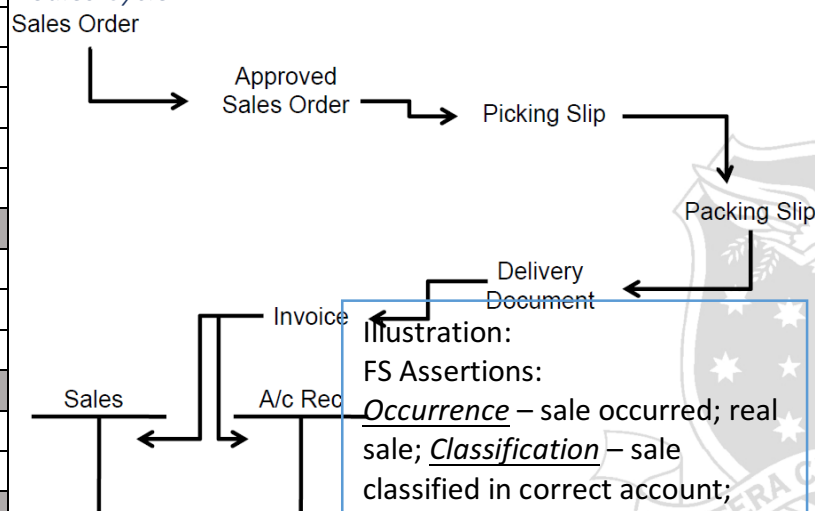 Sales Order
Approved
Sales Order
Picking Slip
Packing Slip
Delivery
Document
Invoice
Sales
A/c Rec
Illustration:
FS Assertions:
Occurrence – sale occurred; real
sale; Classification – sale
classified in correct account;